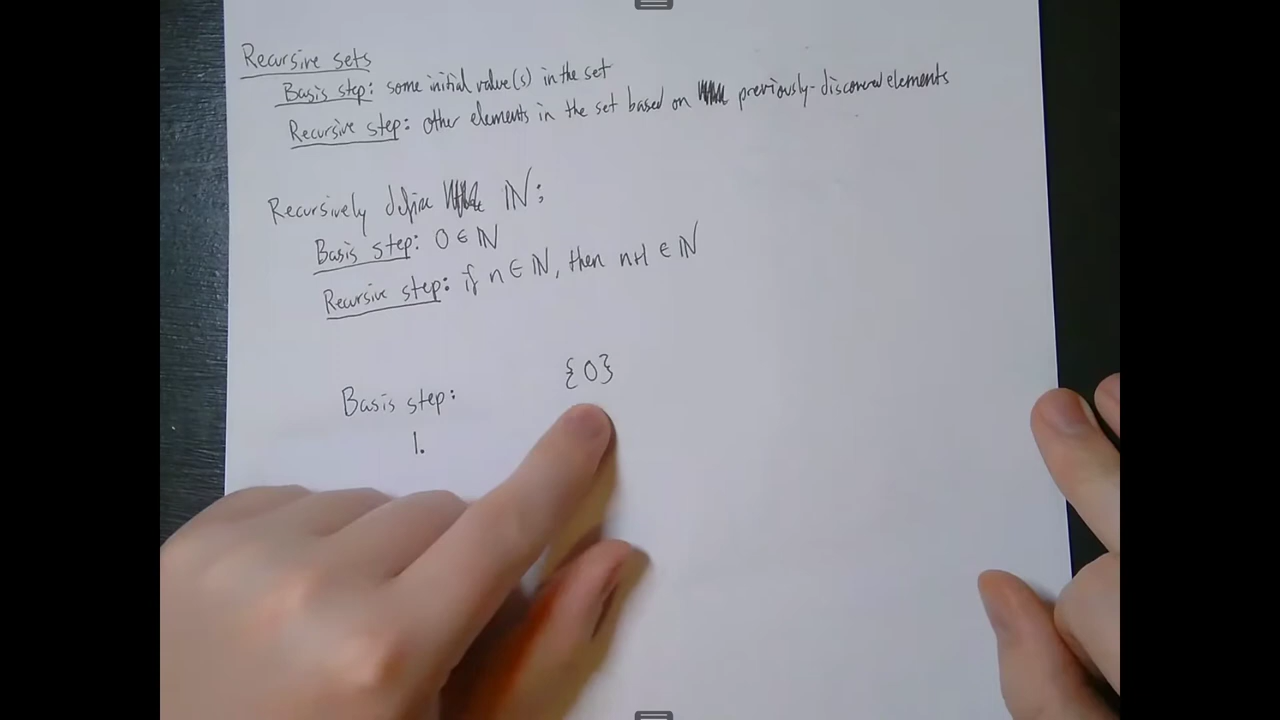 Recursive sets
Basis step: some initial value(s) in the set
Recursive step: other elements in the set based on previously-discovered elements
Recursively define ℕ:
Basis step: 0 ∈ ℕ
Recursive step: if n ∈ ℕ, then n+1 ∈ ℕ
Basis step: {0}
1.